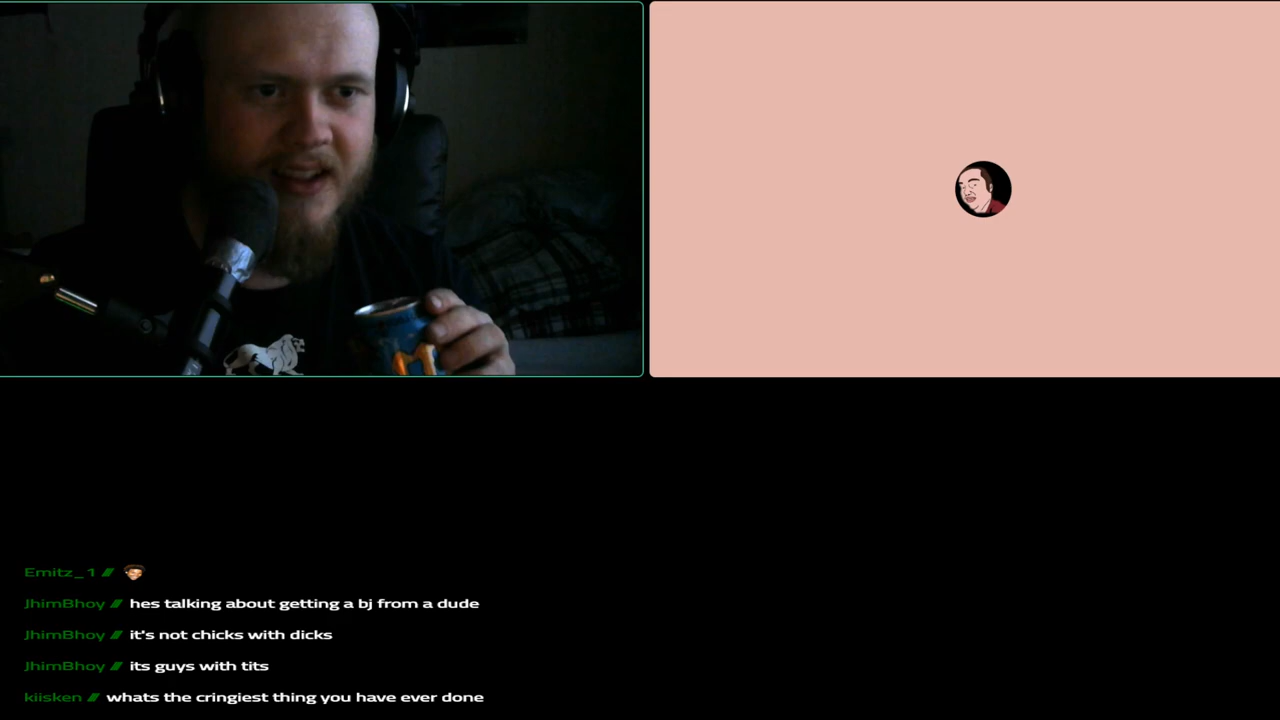 Emitz_1 //
JhimBhoy // hes talking about getting a bj from a dude
JhimBhoy // it's not chicks with dicks
JhimBhoy // its guys with tits
kiisken // whats the cringiest thing you have ever done